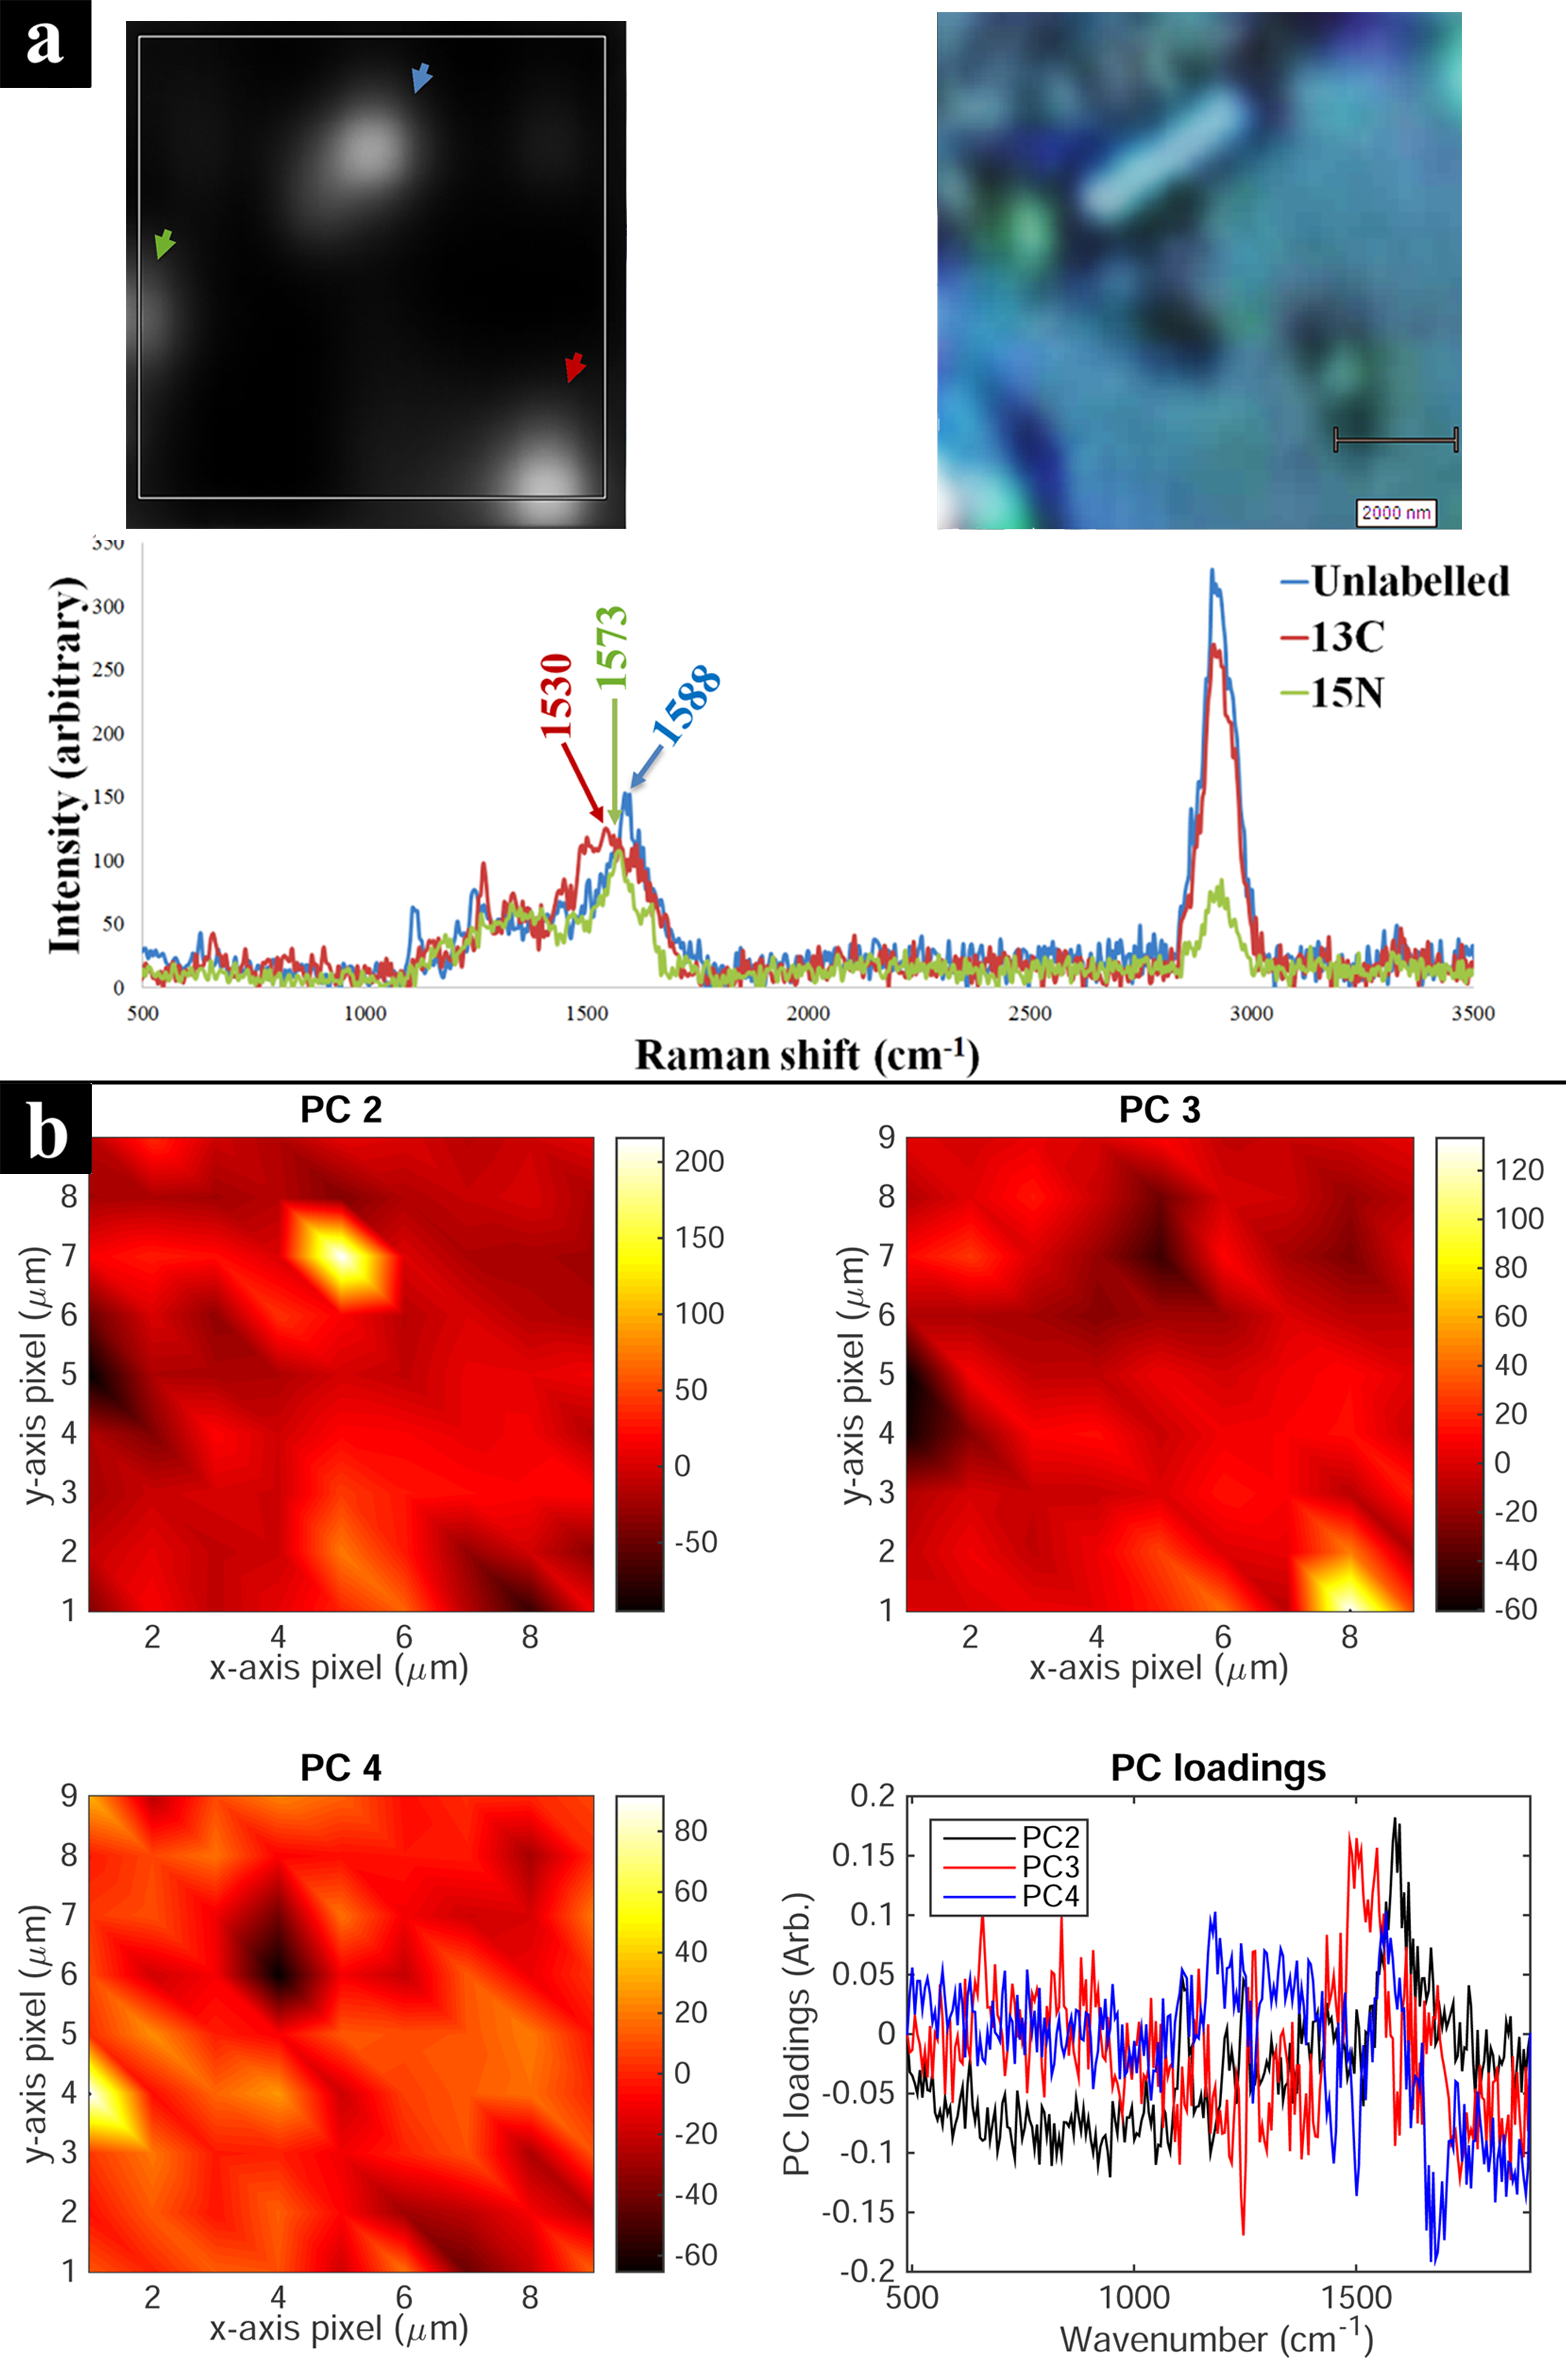 a
2000 nm
350
300
250
200
150
100
50
0
Intensity (arbitrary)
1530
1573
1588
Unlabelled
13C
15N
500 1000 1500 2000 2500 3000 3500
Raman shift (cm-1)
b
PC 2
8
7
6
5
4
3
2
1
y-axis pixel (μm)
2 4 6 8
x-axis pixel (μm)
200
150
100
50
0
-50
PC 3
9
8
7
6
5
4
3
2
1
y-axis pixel (μm)
2 4 6 8
x-axis pixel (μm)
120
100
80
60
40
20
0
-20
-40
-60
PC 4
9
8
7
6
5
4
3
2
1
y-axis pixel (μm)
2 4 6 8
x-axis pixel (μm)
80
60
40
20
0
-20
-40
-60
PC loadings
0.2
0.15
0.1
0.05
0
-0.05
-0.1
-0.15
-0.2
PC loadings (Arb.)
PC2
PC3
PC4
500 1000 1500
Wavenumber (cm-1)